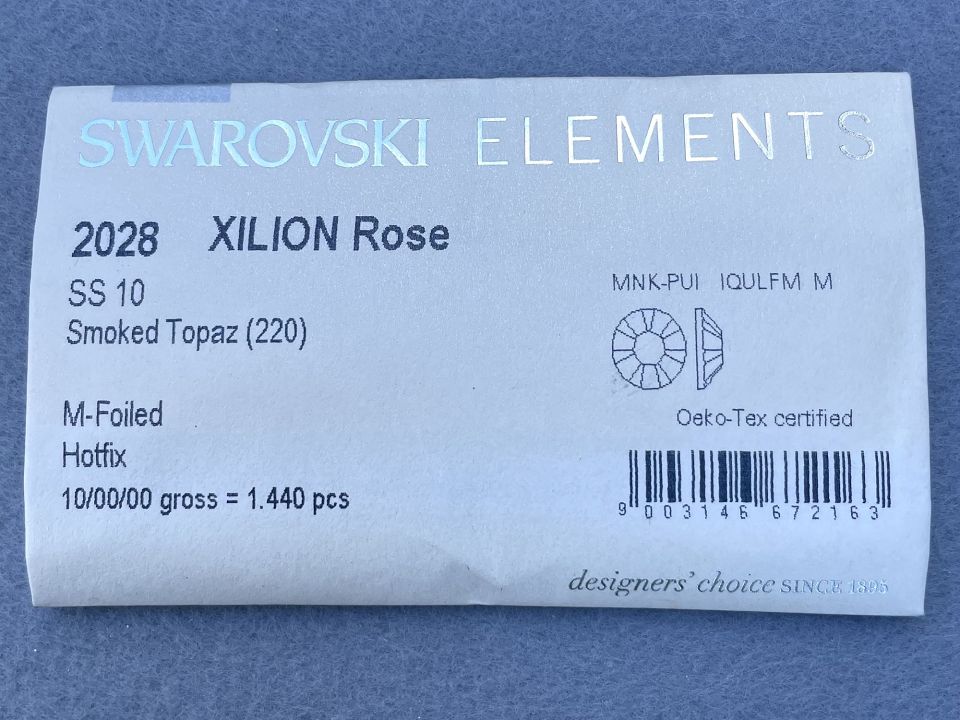 SWAROVSKI ELEMENTS
2028 XILION Rose
SS 10
Smoked Topaz (220)
MNK-PUI IQULFM M
M-Foiled
Hotfix
10/00/00 gross = 1.440 pcs
Oeko-Tex certified
9 003146 672163
designers' choice SINCE 1895